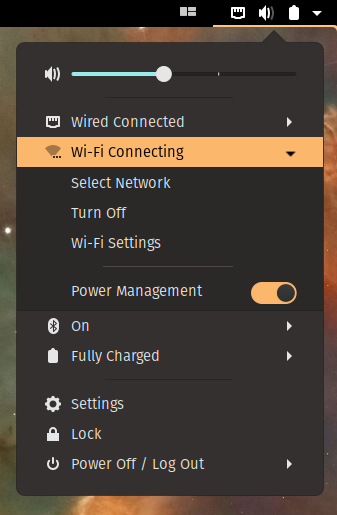 Wired Connected
Wi-Fi Connecting
Select Network
Turn Off
Wi-Fi Settings
Power Management
On
Fully Charged
Settings
Lock
Power Off / Log Out